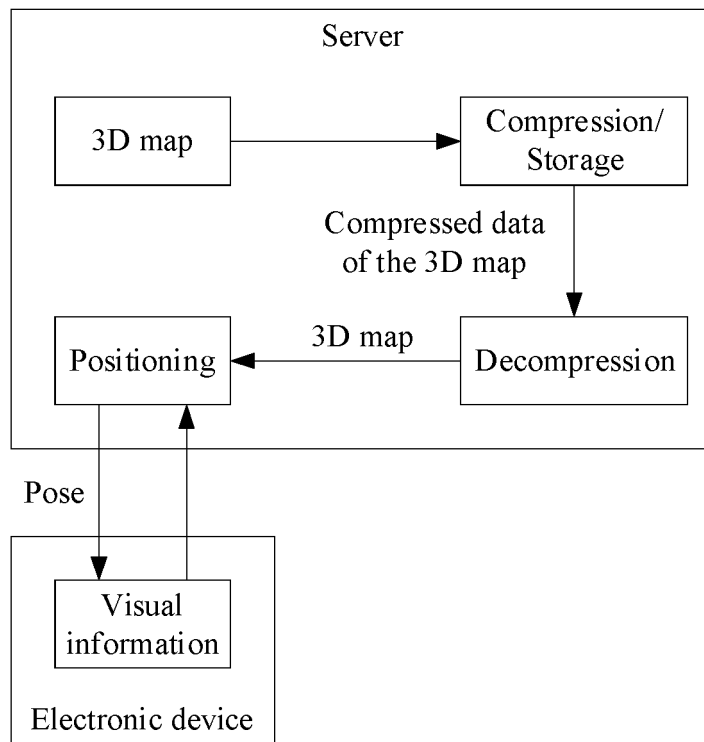 Server
3D map
Compression/
Storage
Compressed data
of the 3D map
Positioning
3D map
Decompression
Pose
Visual
information
Electronic device